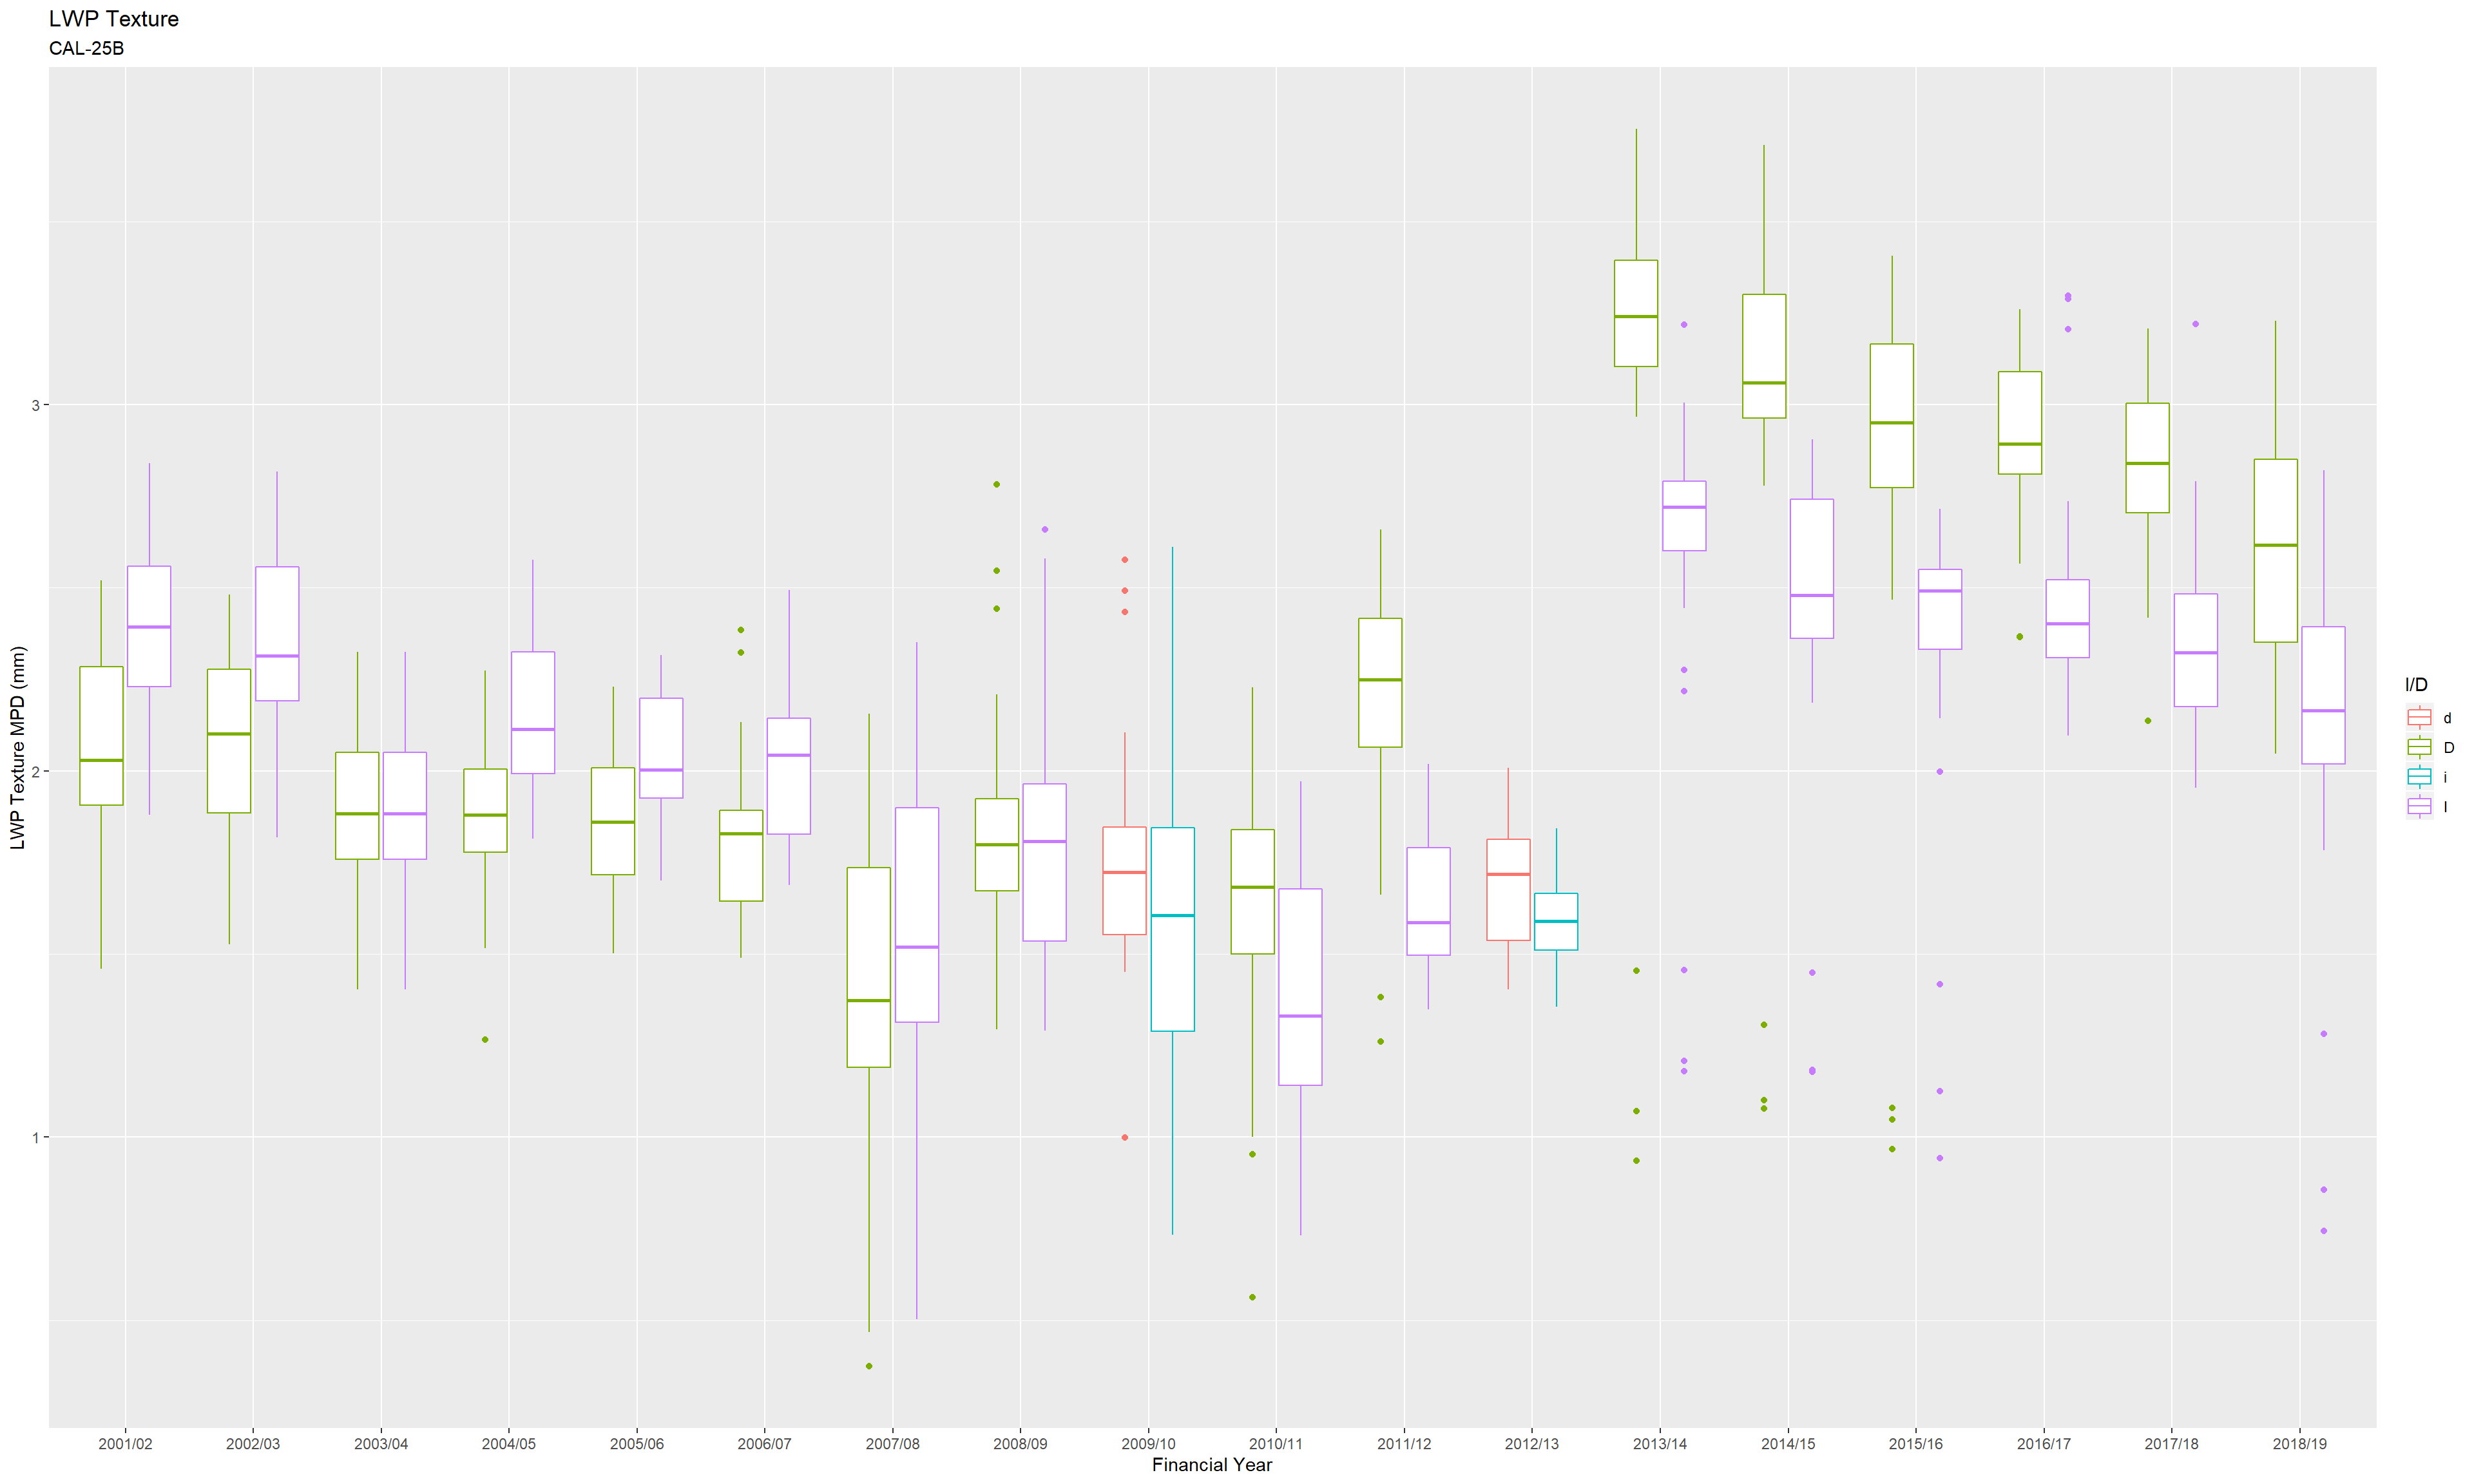 LWP Texture
CAL-25B
LWP Texture MPD (mm)
3
2
1
2001/02 2002/03 2003/04 2004/05 2005/06 2006/07 2007/08 2008/09 2009/10 2010/11 2011/12 2012/13 2013/14 2014/15 2015/16 2016/17 2017/18 2018/19
Financial Year
I/D
d
D
i
I